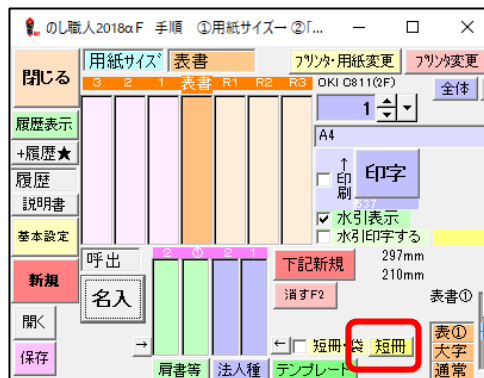 のし職人2018αF 手順 ①用紙サイズ→ ②「...
閉じる
用紙サイズ 表書
プリンタ・用紙変更 プリンタ変更
3 2 1 表書 R1 R2 R3
OKI C811(2F)
全体
1
履歴表示
A4
+履歴★
↑印刷
印字
履歴
説明書
637
水引表示
基本設定
水引印字する
呼出
2 ① 2 1
下記新規
297mm
210mm
新規
名入
消すF2
表書①
開く
→
← 短冊・袋 短冊
表①
大字
保存
肩書等 法人種 テンプレート
通常